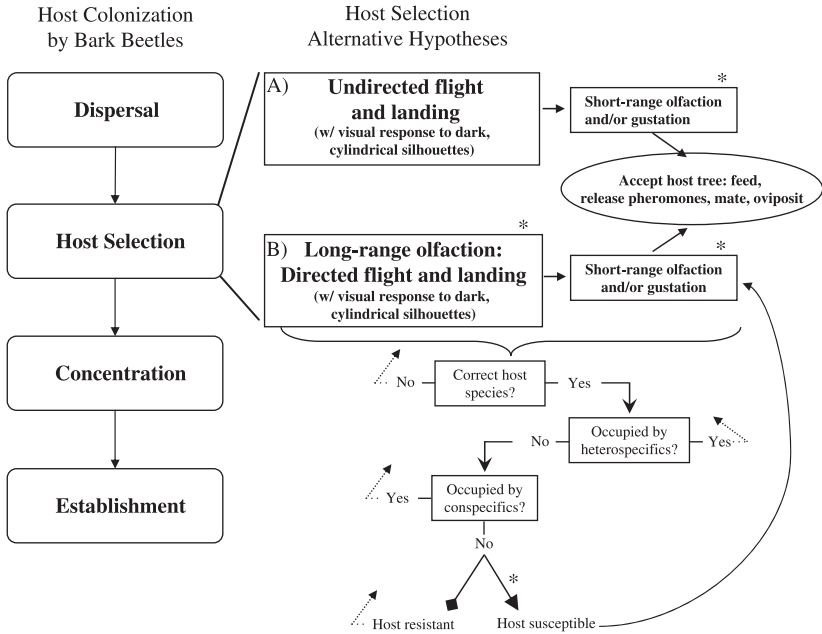 Host Colonization
by Bark Beetles
Host Selection
Alternative Hypotheses
Dispersal
Host Selection
Concentration
Establishment
A)
Undirected flight
and landing
(w/ visual response to dark,
cylindrical silhouettes)
*
Short-range olfaction
and/or gustation
Accept host tree: feed,
release pheromones, mate, oviposit
*
B)
Long-range olfaction:
Directed flight and landing
(w/ visual response to dark,
cylindrical silhouettes)
*
Short-range olfaction
and/or gustation
No
Correct host
species?
Yes
No
Occupied by
heterospecifics?
Yes
Yes
Occupied by
conspecifics?
No
*
Host resistant
Host susceptible